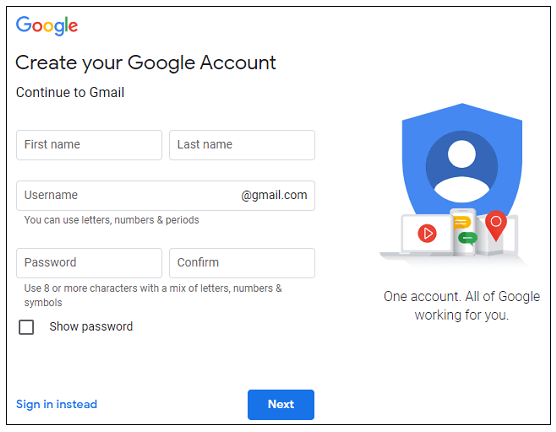 Google
Create your Google Account
Continue to Gmail
First name
Last name
Username @gmail.com
You can use letters, numbers & periods
Password
Confirm
Use 8 or more characters with a mix of letters, numbers &
symbols
Show password
Sign in instead
Next
One account. All of Google
working for you.